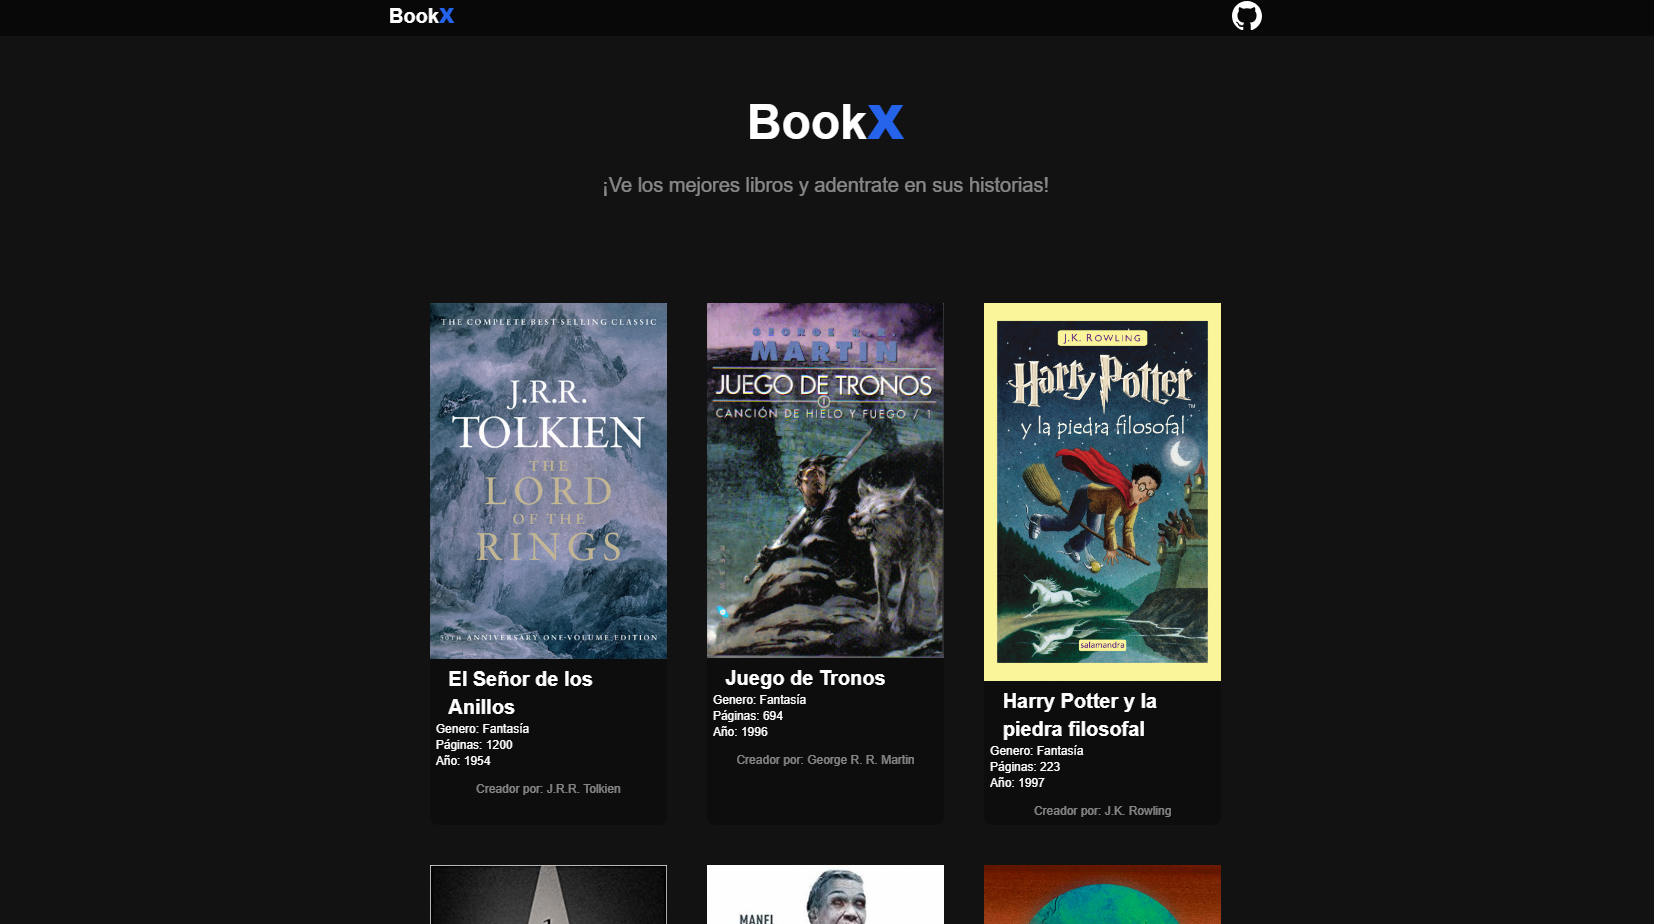 BookX
BookX
¡Ve los mejores libros y adentrate en sus historias!
THE COMPLETE BEST-SELLING CLASSIC
J.R.R.
TOLKIEN
THE
LORD
OF THE
RINGS
50TH ANNIVERSARY ONE-VOLUME EDITION
El Señor de los
Anillos
Genero: Fantasía
Páginas: 1200
Año: 1954
Creador por: J.R.R. Tolkien
GEORGE R.R.
MARTIN
JUEGO DE TRONOS
CANCIÓN DE HIELO Y FUEGO / 1
Juego de Tronos
Genero: Fantasía
Páginas: 694
Año: 1996
Creador por: George R. R. Martin
J.K. ROWLING
Harry Potter
y la piedra filosofal
salamandra
Harry Potter y la
piedra filosofal
Genero: Fantasía
Páginas: 223
Año: 1997
Creador por: J.K. Rowling
MANEL